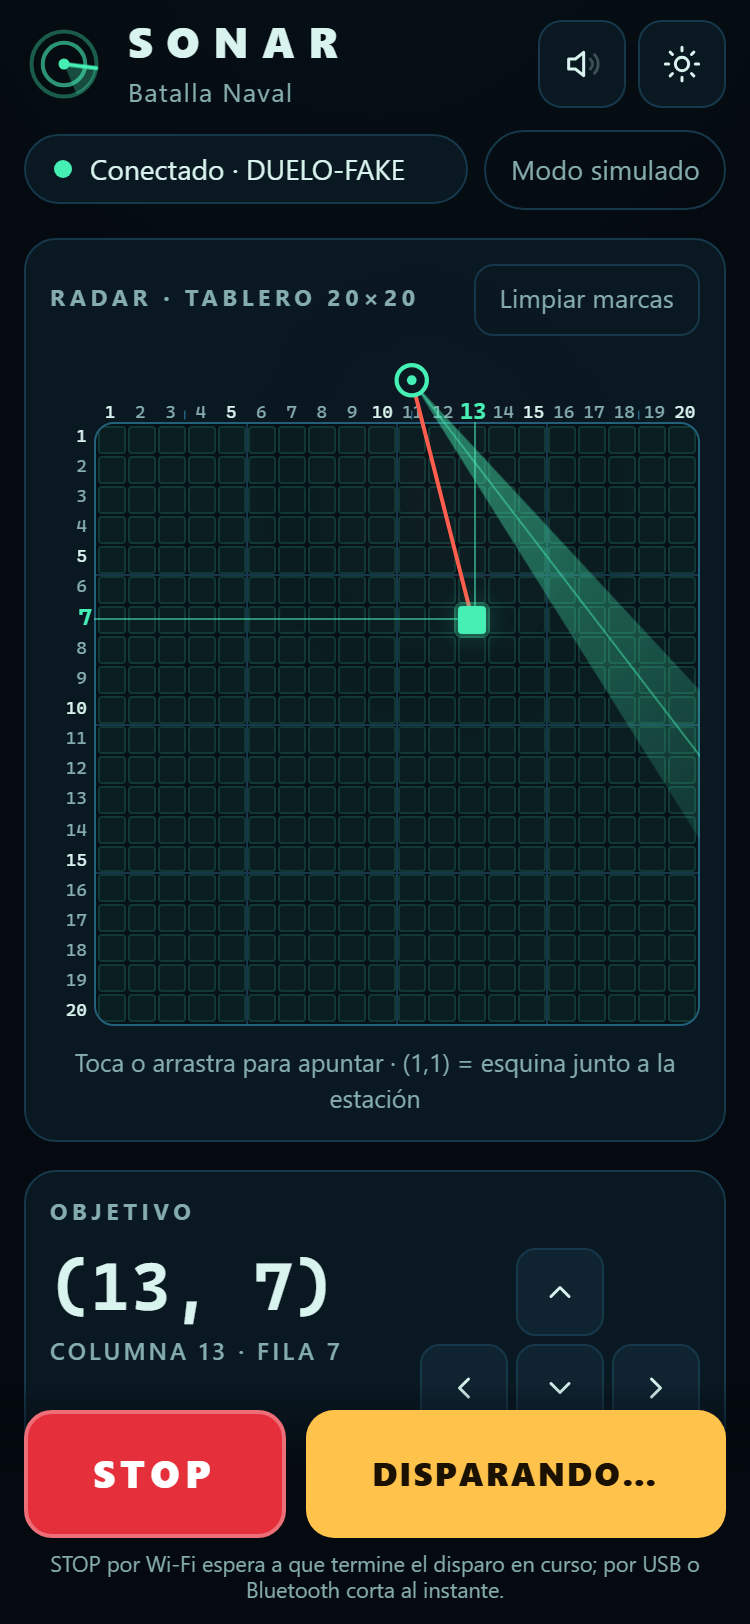 SONAR
Batalla Naval
Conectado · DUELO-FAKE
Modo simulado
RADAR · TABLERO 20×20
Limpiar marcas
1 2 3 4 5 6 7 8 9 10 11 12 13 14 15 16 17 18 19 20
1
2
3
4
5
6
7
8
9
10
11
12
13
14
15
16
17
18
19
20
Toca o arrastra para apuntar · (1,1) = esquina junto a la
estación
OBJETIVO
(13, 7)
COLUMNA 13 · FILA 7
STOP
DISPARANDO…
STOP por Wi-Fi espera a que termine el disparo en curso; por USB o
Bluetooth corta al instante.